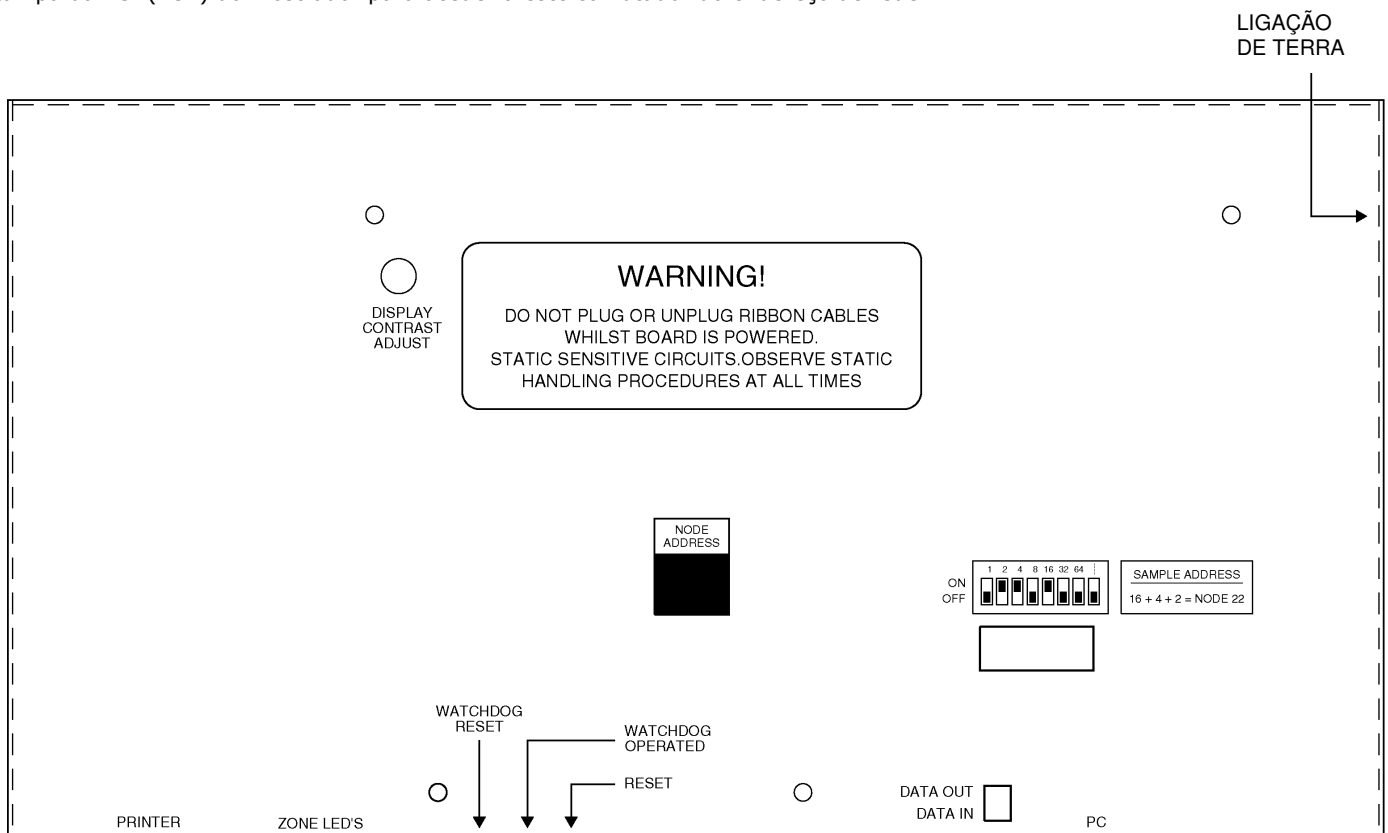 LIGAÇÃO
DE TERRA
DISPLAY
CONTRAST
ADJUST
WARNING!
DO NOT PLUG OR UNPLUG RIBBON CABLES
WHILST BOARD IS POWERED.
STATIC SENSITIVE CIRCUITS.OBSERVE STATIC
HANDLING PROCEDURES AT ALL TIMES
NODE
ADDRESS
1 2 4 8 16 32 64
ON
OFF
SAMPLE ADDRESS
16 + 4 + 2 = NODE 22
WATCHDOG
RESET
WATCHDOG
OPERATED
RESET
DATA OUT
DATA IN
PRINTER
ZONE LED'S
PC